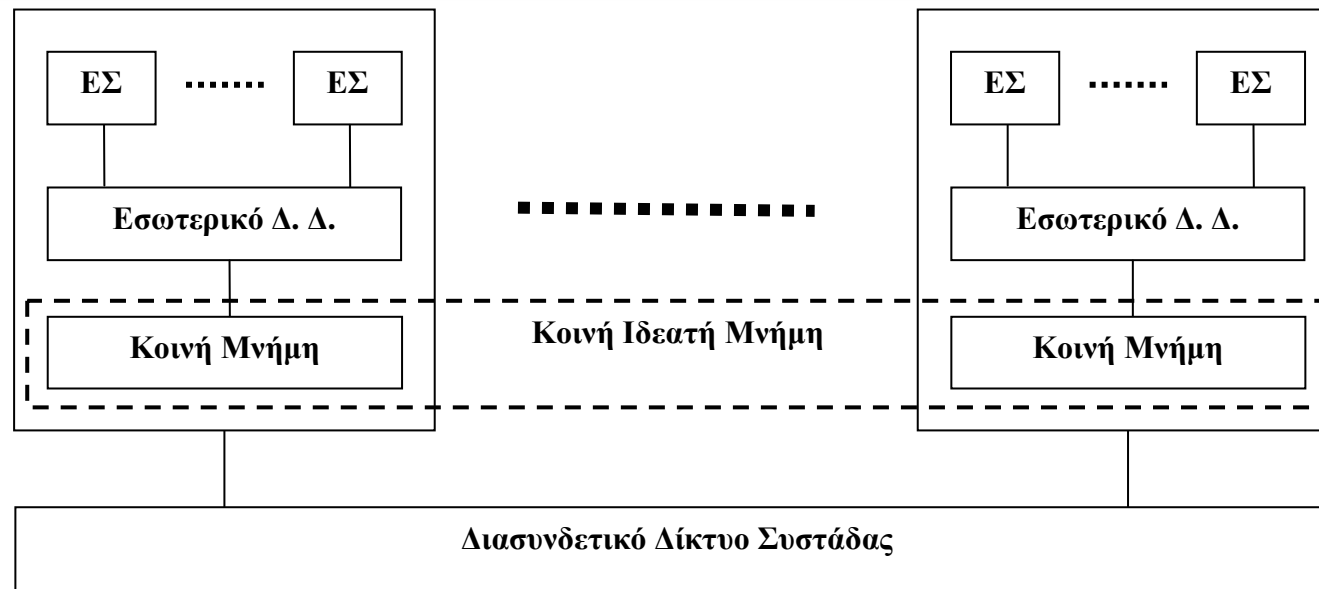 ΕΣ ΕΣ ΕΣ ΕΣ
Εσωτερικό Δ. Δ. Εσωτερικό Δ. Δ.
Κοινή Μνήμη Κοινή Ιδεατή Μνήμη Κοινή Μνήμη
Διασυνδετικό Δίκτυο Συστάδας